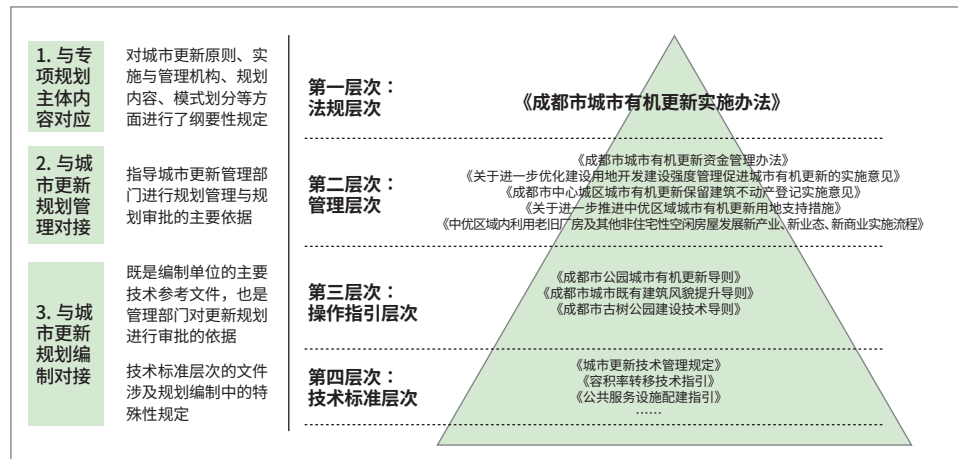 1. 与专
项规划
主体内
容对应
对城市更新原则、实
施与管理机构、规划
内容、模式划分等方
面进行了纲要性规定
第一层次：
法规层次
《成都市城市有机更新实施办法》
2. 与城
市更新
规划管
理对接
指导城市更新管理部
门进行规划管理与规
划审批的主要依据
第二层次：
管理层次
《成都市城市有机更新资金管理办法》
《关于进一步优化建设用地开发建设强度管理促进城市有机更新的实施意见》
《成都市中心城区城市有机更新保留建筑不动产登记实施意见》
《关于进一步推进中优区域城市有机更新用地支持措施》
《中优区域内利用老旧厂房及其他非住宅性空闲房屋发展新产业、新业态、新商业实施流程》
3. 与城
市更新
规划编
制对接
既是编制单位的主要
技术参考文件，也是
管理部门对更新规划
进行审批的依据
技术标准层次的文件
涉及规划编制中的特
殊性规定
第三层次：
操作指引层次
《成都市公园城市有机更新导则》
《成都市城市既有建筑风貌提升导则》
《成都市古树公园建设技术导则》
第四层次：
技术标准层次
《城市更新技术管理规定》
《容积率转移技术指引》
《公共服务设施配建指引》
……